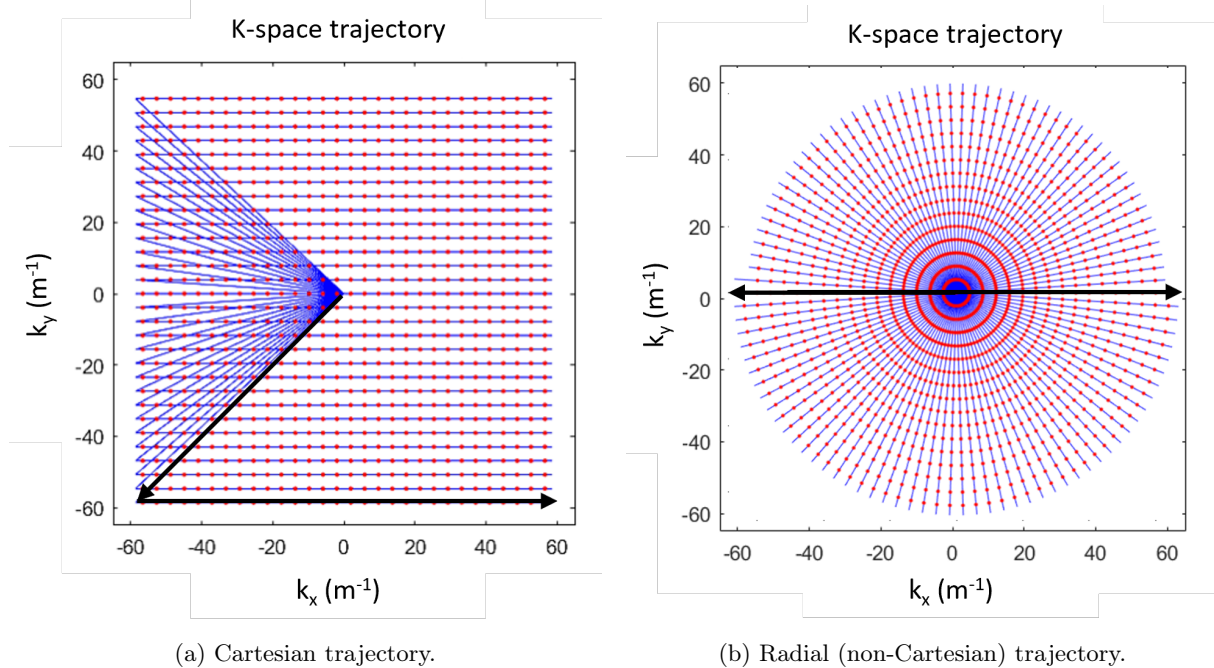 K-space trajectory
60
40
20
0
-20
-40
-60
k_y (m⁻¹)
-60 -40 -20 0 20 40 60
k_x (m⁻¹)
(a) Cartesian trajectory.
K-space trajectory
60
40
20
0
-20
-40
-60
k_y (m⁻¹)
-60 -40 -20 0 20 40 60
k_x (m⁻¹)
(b) Radial (non-Cartesian) trajectory.